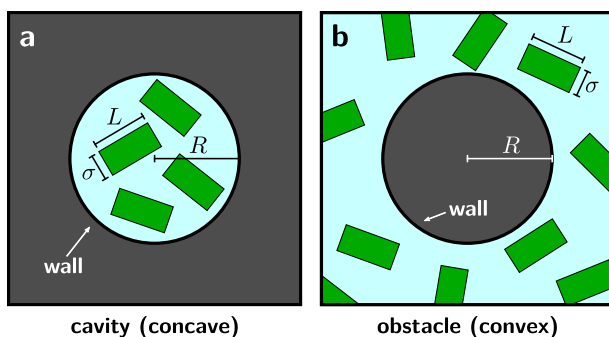 a
L
R
σ
wall
cavity (concave)
b
L
σ
R
wall
obstacle (convex)